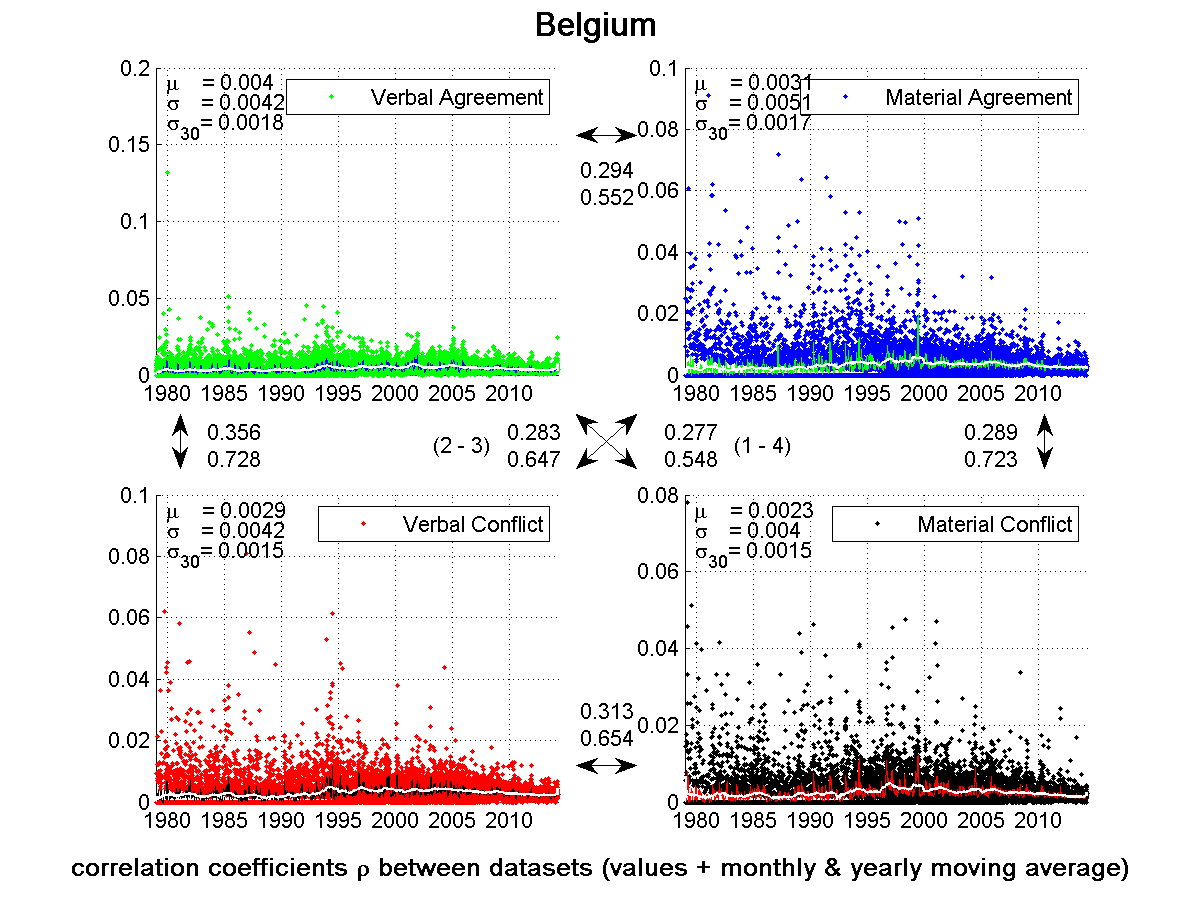 Belgium
0.2
0.15
0.1
0.05
0
μ = 0.004
σ = 0.0042
σ30= 0.0018
Verbal Agreement
1980 1985 1990 1995 2000 2005 2010
0.294
0.552
0.1
0.08
0.06
0.04
0.02
0
μ = 0.0031
σ = 0.0051
σ30= 0.0017
Material Agreement
1980 1985 1990 1995 2000 2005 2010
0.356
0.728
(2 - 3)
0.283
0.647
0.277
0.548
(1 - 4)
0.289
0.723
0.1
0.08
0.06
0.04
0.02
0
μ = 0.0029
σ = 0.0042
σ30= 0.0015
Verbal Conflict
1980 1985 1990 1995 2000 2005 2010
0.313
0.654
0.08
0.06
0.04
0.02
0
μ = 0.0023
σ = 0.004
σ30= 0.0015
Material Conflict
1980 1985 1990 1995 2000 2005 2010
correlation coefficients ρ between datasets (values + monthly & yearly moving average)